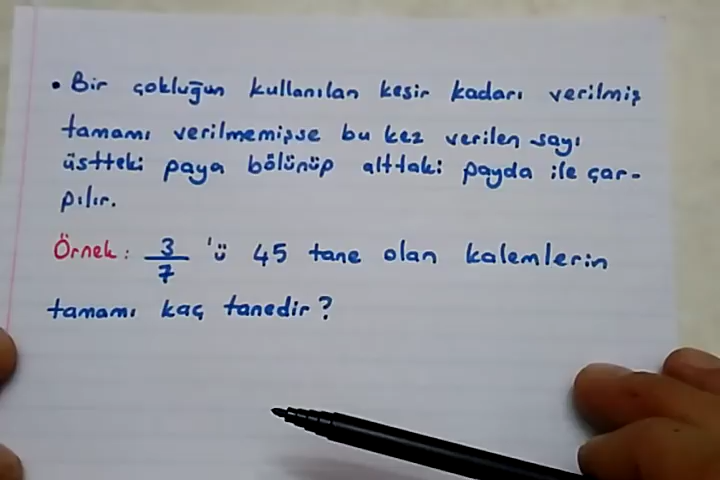 • Bir çokluğun kullanılan kesir kadarı verilmiş
tamamı verilmemişse bu kez verilen sayı
üstteki paya bölünüp alttaki payda ile çar-
pılır.
Örnek: 3/7 'ü 45 tane olan kalemlerin
tamamı kaç tanedir?